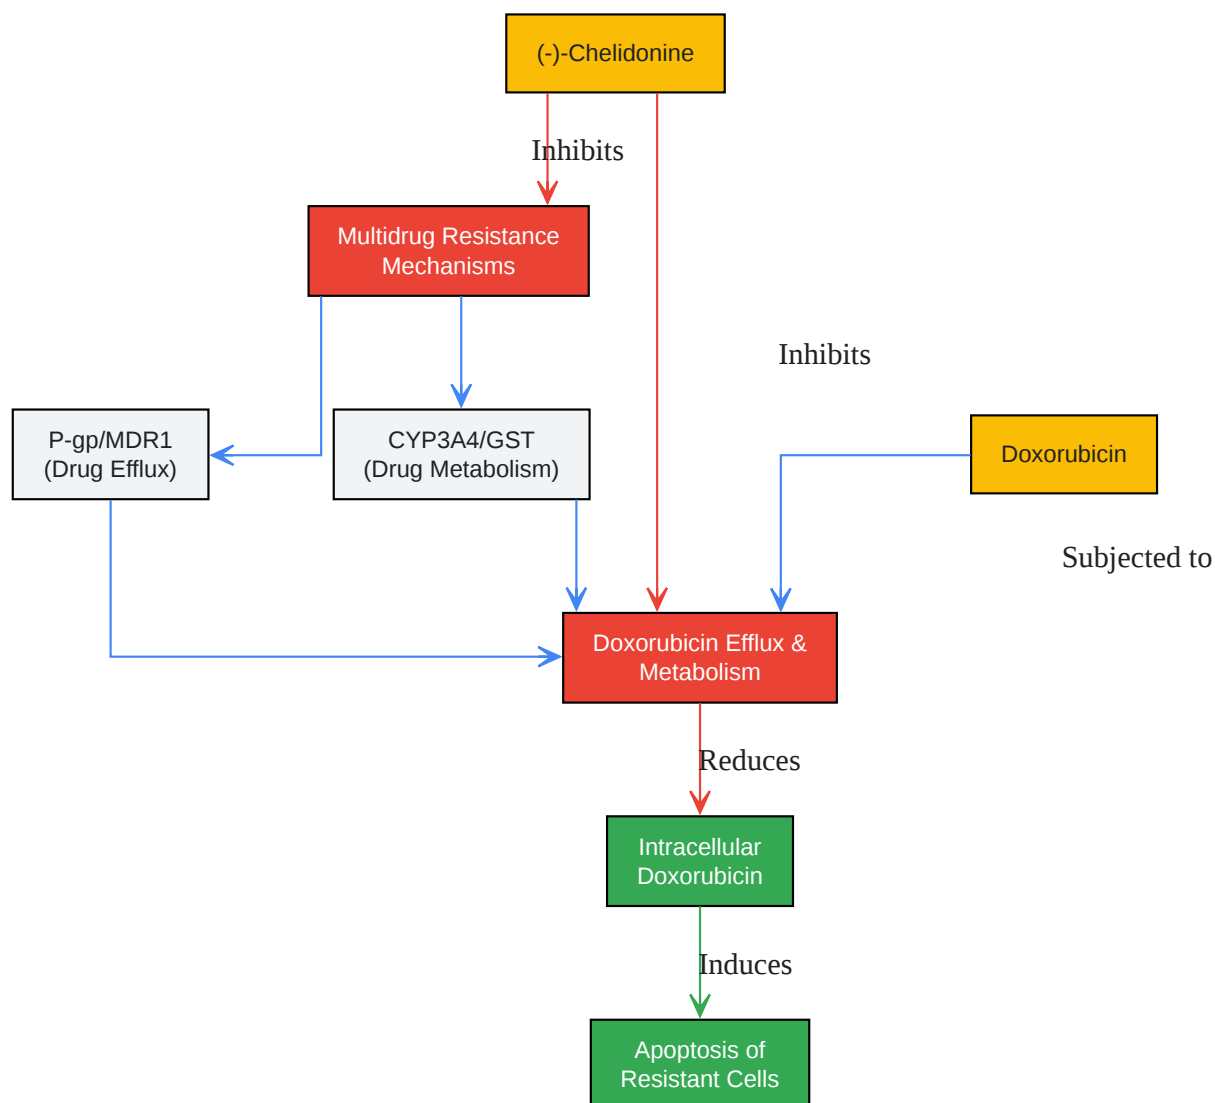 (-)-Chelidonine
Inhibits
Multidrug Resistance
Mechanisms
Inhibits
P-gp/MDR1
(Drug Efflux)
CYP3A4/GST
(Drug Metabolism)
Doxorubicin
Subjected to
Doxorubicin Efflux &
Metabolism
Reduces
Intracellular
Doxorubicin
Induces
Apoptosis of
Resistant Cells